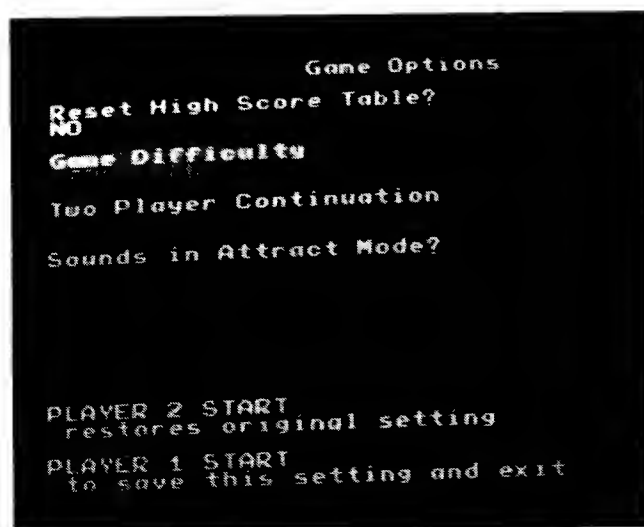 Game Options
Reset High Score Table?
NO
Game Difficulty
Two Player Continuation
Sounds in Attract Mode?
PLAYER 2 START
restores original setting
PLAYER 1 START
to save this setting and exit